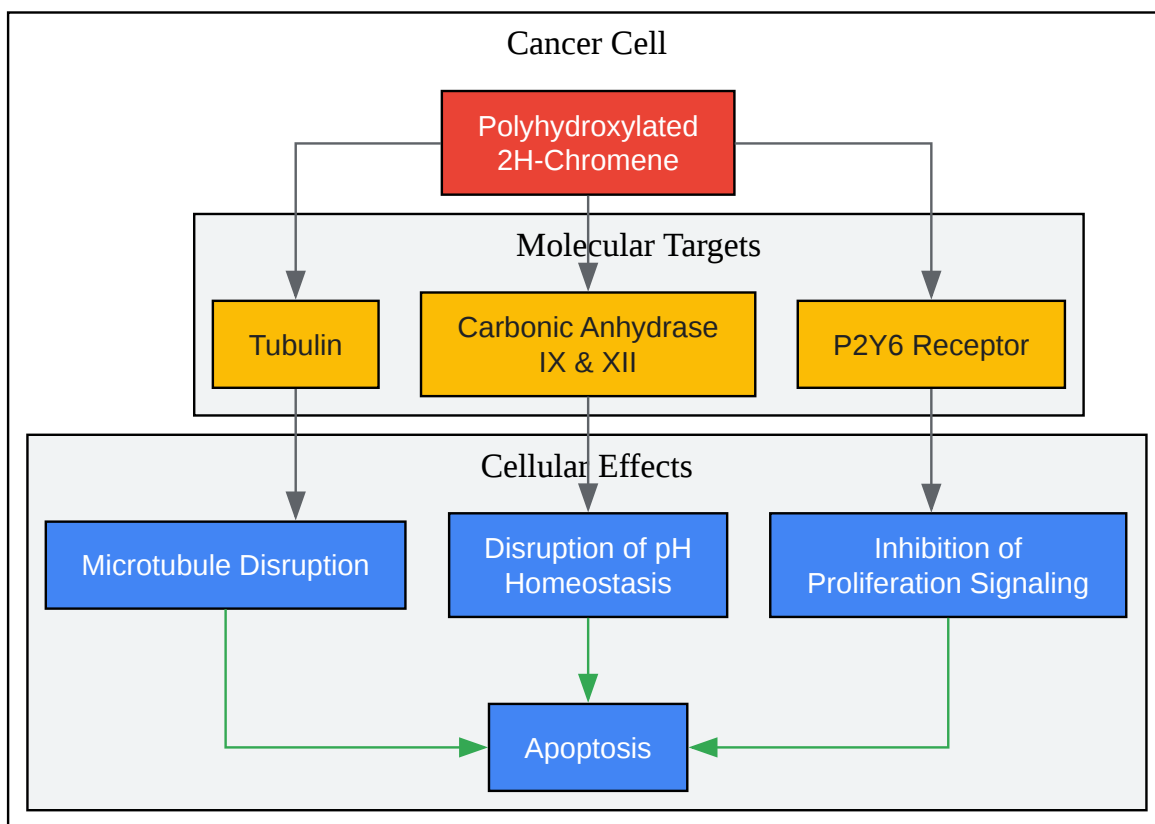 Cancer Cell
Polyhydroxylated
2H-Chromene
Molecular Targets
Tubulin
Carbonic Anhydrase
IX & XII
P2Y6 Receptor
Cellular Effects
Microtubule Disruption
Disruption of pH
Homeostasis
Inhibition of
Proliferation Signaling
Apoptosis